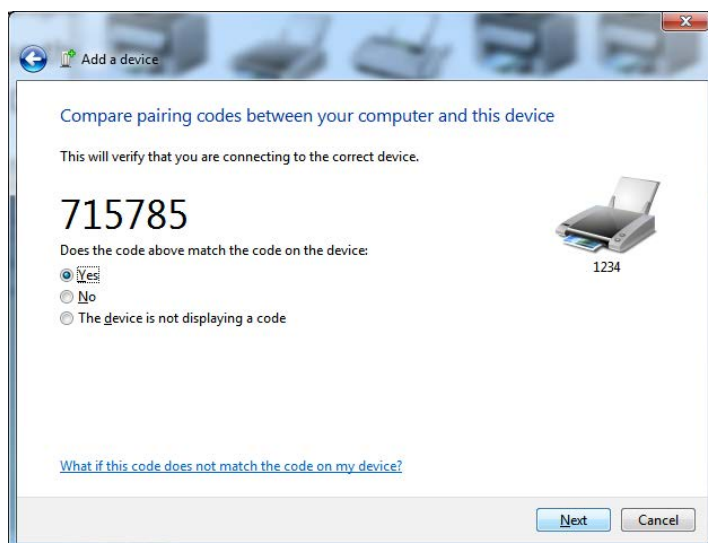 Add a device
Compare pairing codes between your computer and this device
This will verify that you are connecting to the correct device.
715785
1234
Does the code above match the code on the device:
Yes
No
The device is not displaying a code
What if this code does not match the code on my device?
Next
Cancel